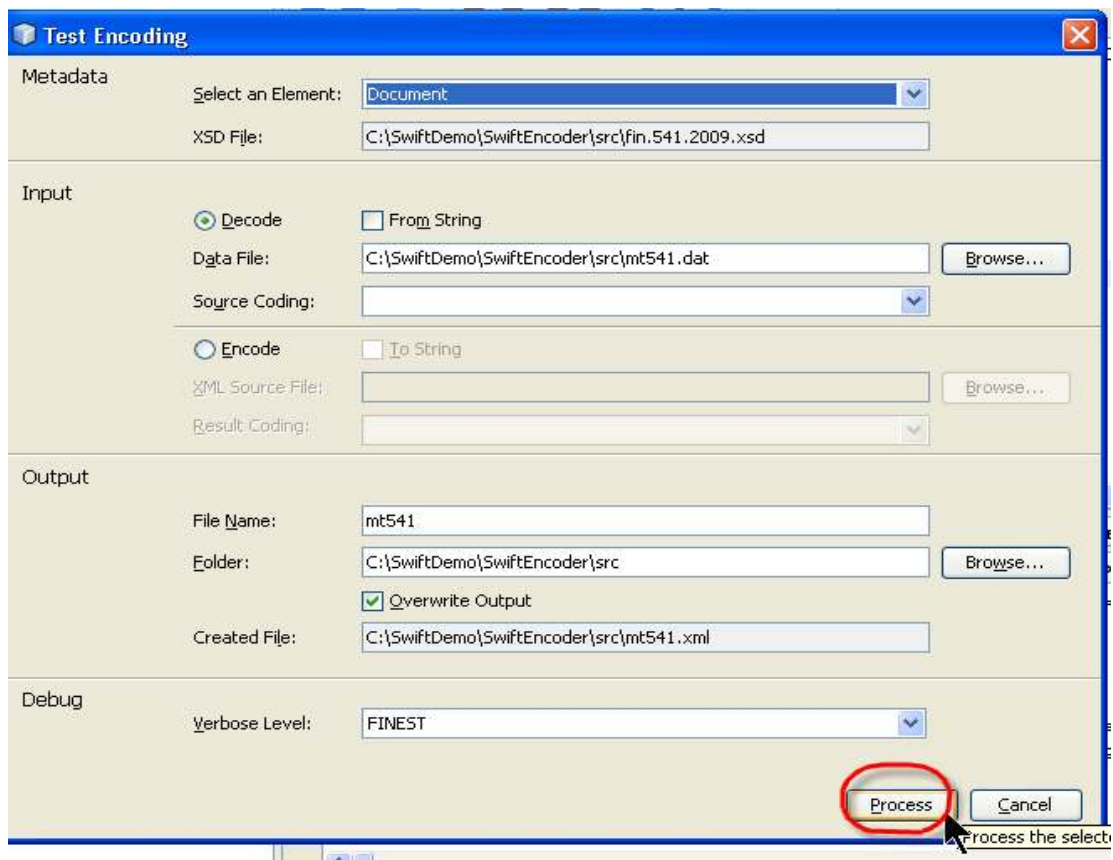 Test Encoding
Metadata
Select an Element: Document
XSD File: C:\SwiftDemo\SwiftEncoder\src\fin.541.2009.xsd
Input
Decode From String
Data File: C:\SwiftDemo\SwiftEncoder\src\mt541.dat Browse...
Source Coding:
Encode To String
XML Source File: Browse...
Result Coding:
Output
File Name: mt541
Folder: C:\SwiftDemo\SwiftEncoder\src Browse...
Overwrite Output
Created File: C:\SwiftDemo\SwiftEncoder\src\mt541.xml
Debug
Verbose Level: FINEST
Process Cancel
Process the select